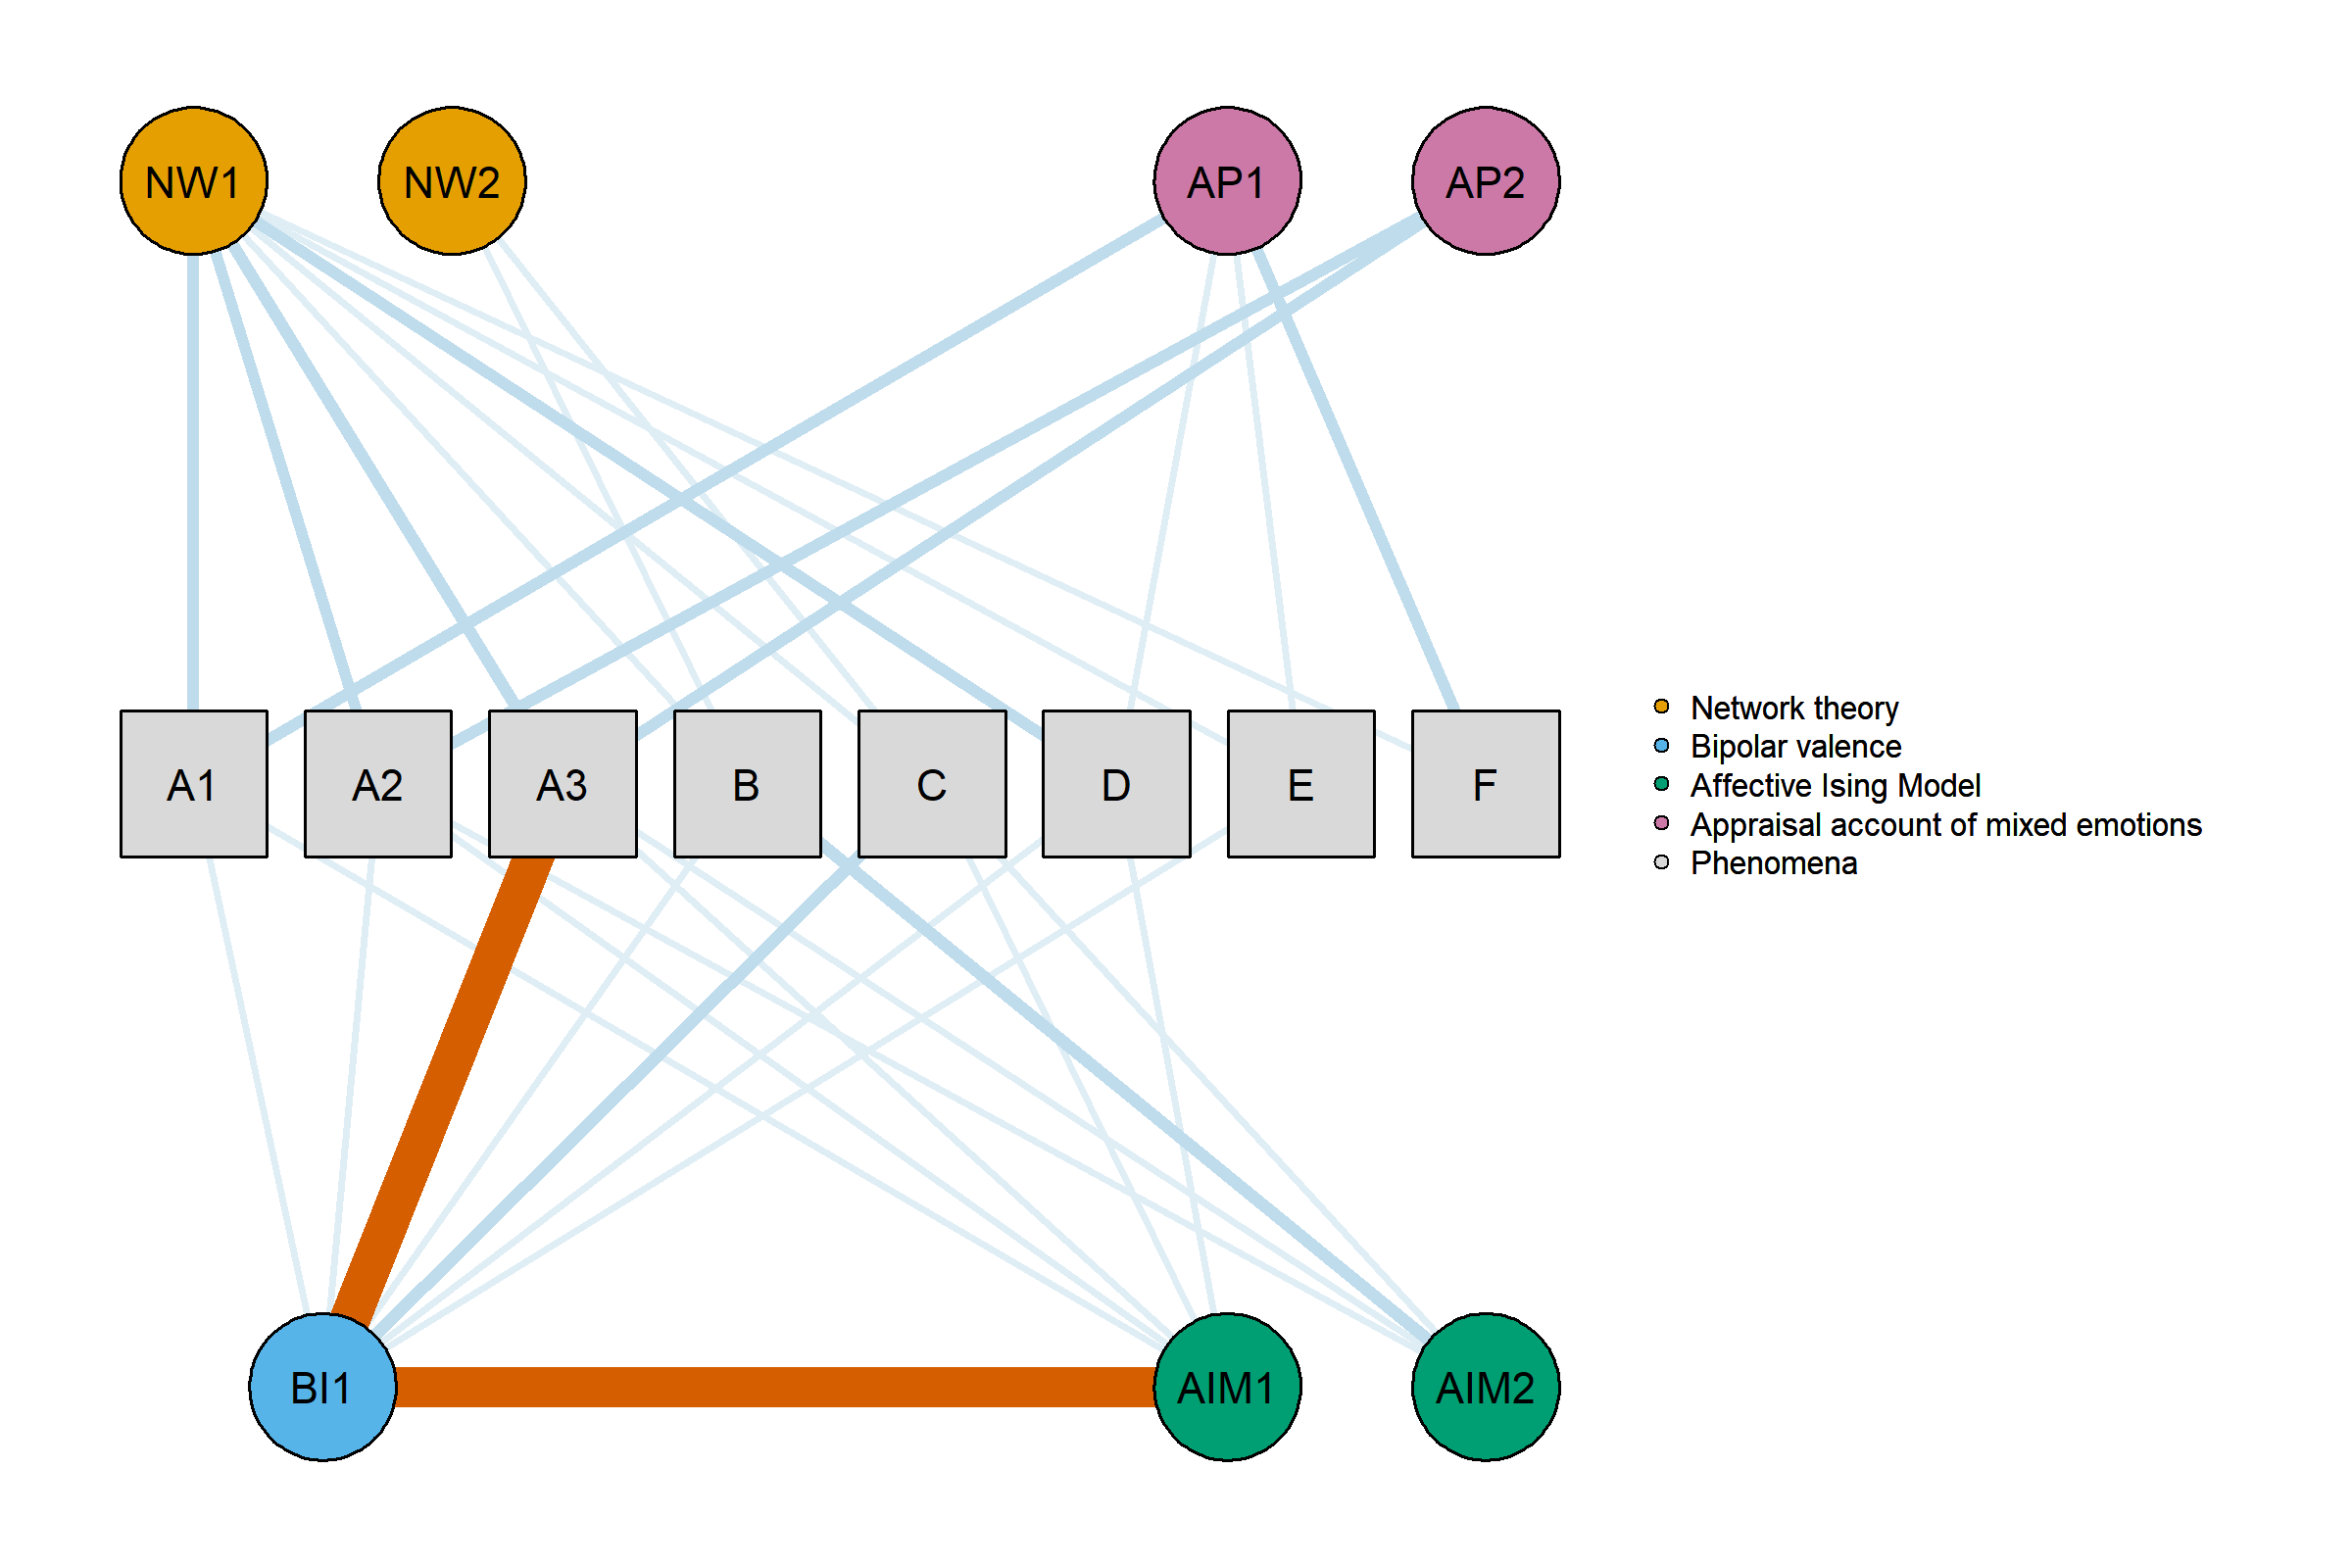 NW1
NW2
AP1
AP2
A1
A2
A3
B
C
D
E
F
Network theory
Bipolar valence
Affective Ising Model
Appraisal account of mixed emotions
Phenomena
BI1
AIM1
AIM2